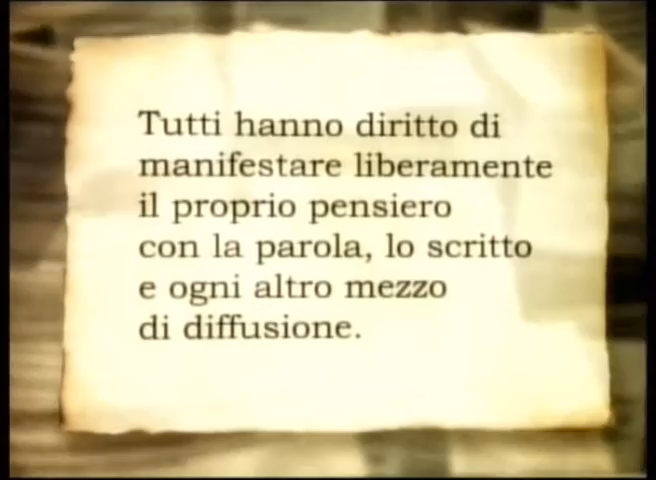 Tutti hanno diritto di
manifestare liberamente
il proprio pensiero
con la parola, lo scritto
e ogni altro mezzo
di diffusione.